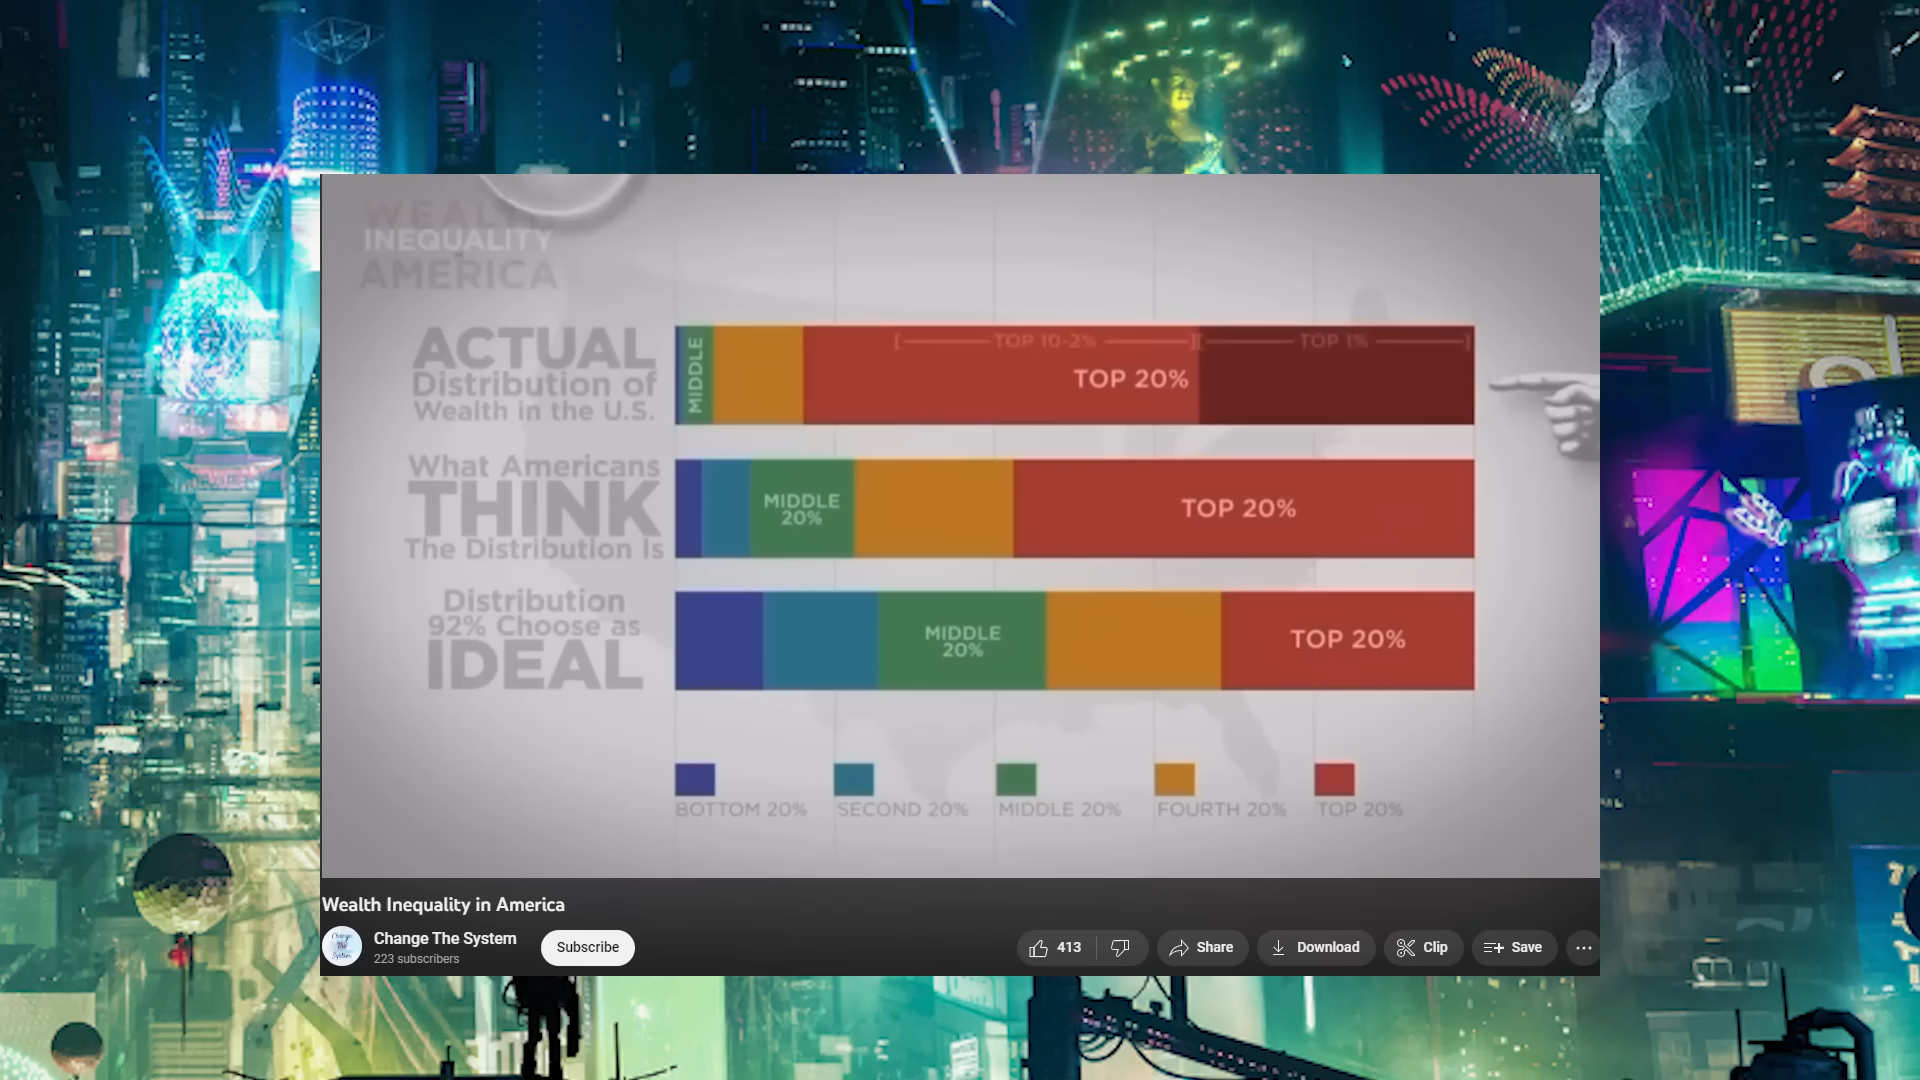 WEALTH
INEQUALITY
AMERICA
ACTUAL
Distribution of
Wealth in the U.S.
MIDDLE
TOP 10-2%
TOP 1%
TOP 20%
What Americans
THINK
The Distribution Is
MIDDLE
20%
TOP 20%
Distribution
92% Choose as
IDEAL
MIDDLE
20%
TOP 20%
BOTTOM 20%
SECOND 20%
MIDDLE 20%
FOURTH 20%
TOP 20%
Wealth Inequality in America
Change The System
223 subscribers
Subscribe
413
Share
Download
Clip
Save